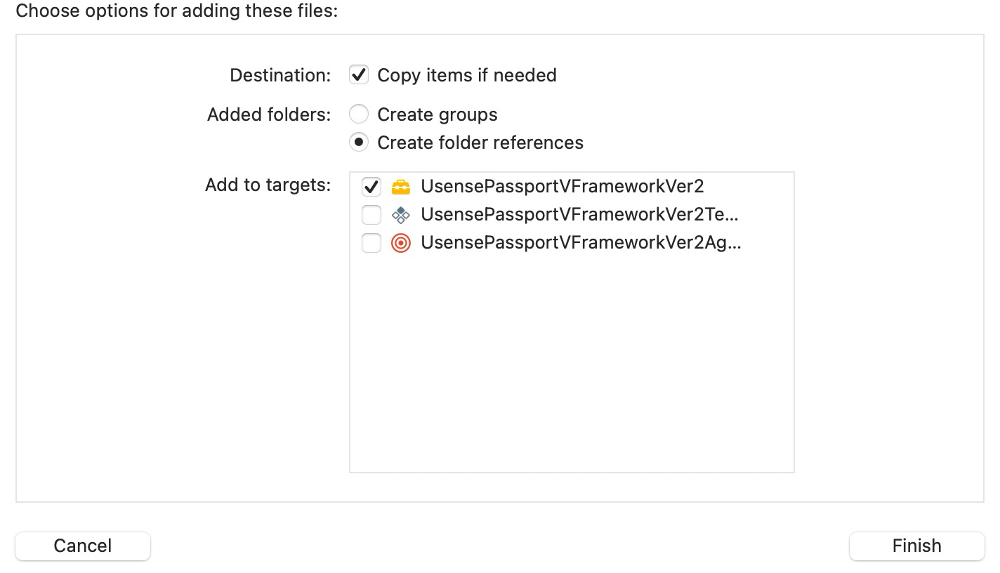 Choose options for adding these files:
Destination: Copy items if needed
Added folders: Create groups
Create folder references
Add to targets: UsensePassportVFrameworkVer2
UsensePassportVFrameworkVer2Te...
UsensePassportVFrameworkVer2Ag...
Cancel Finish